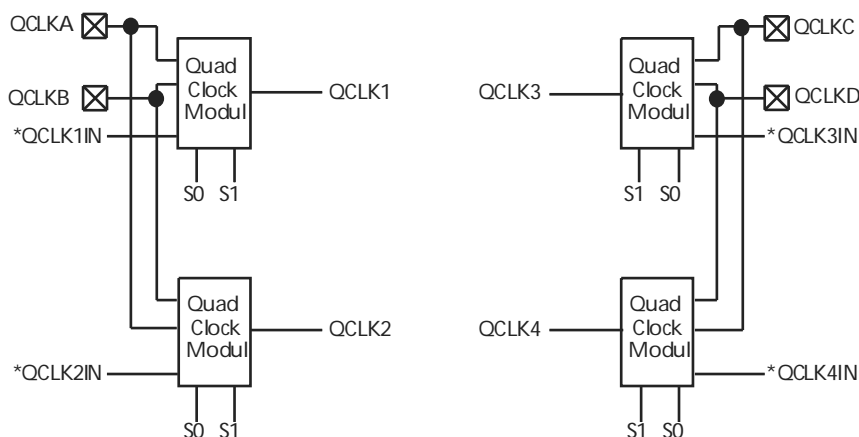 QCLKA
QCLKB
*QCLK1IN
Quad
Clock
Modul
QCLK1
S0 S1
QCLK3
Quad
Clock
Modul
QCLKC
QCLKD
*QCLK3IN
S1 S0
Quad
Clock
Modul
QCLK2
*QCLK2IN
S0 S1
QCLK4
Quad
Clock
Modul
*QCLK4IN
S1 S0